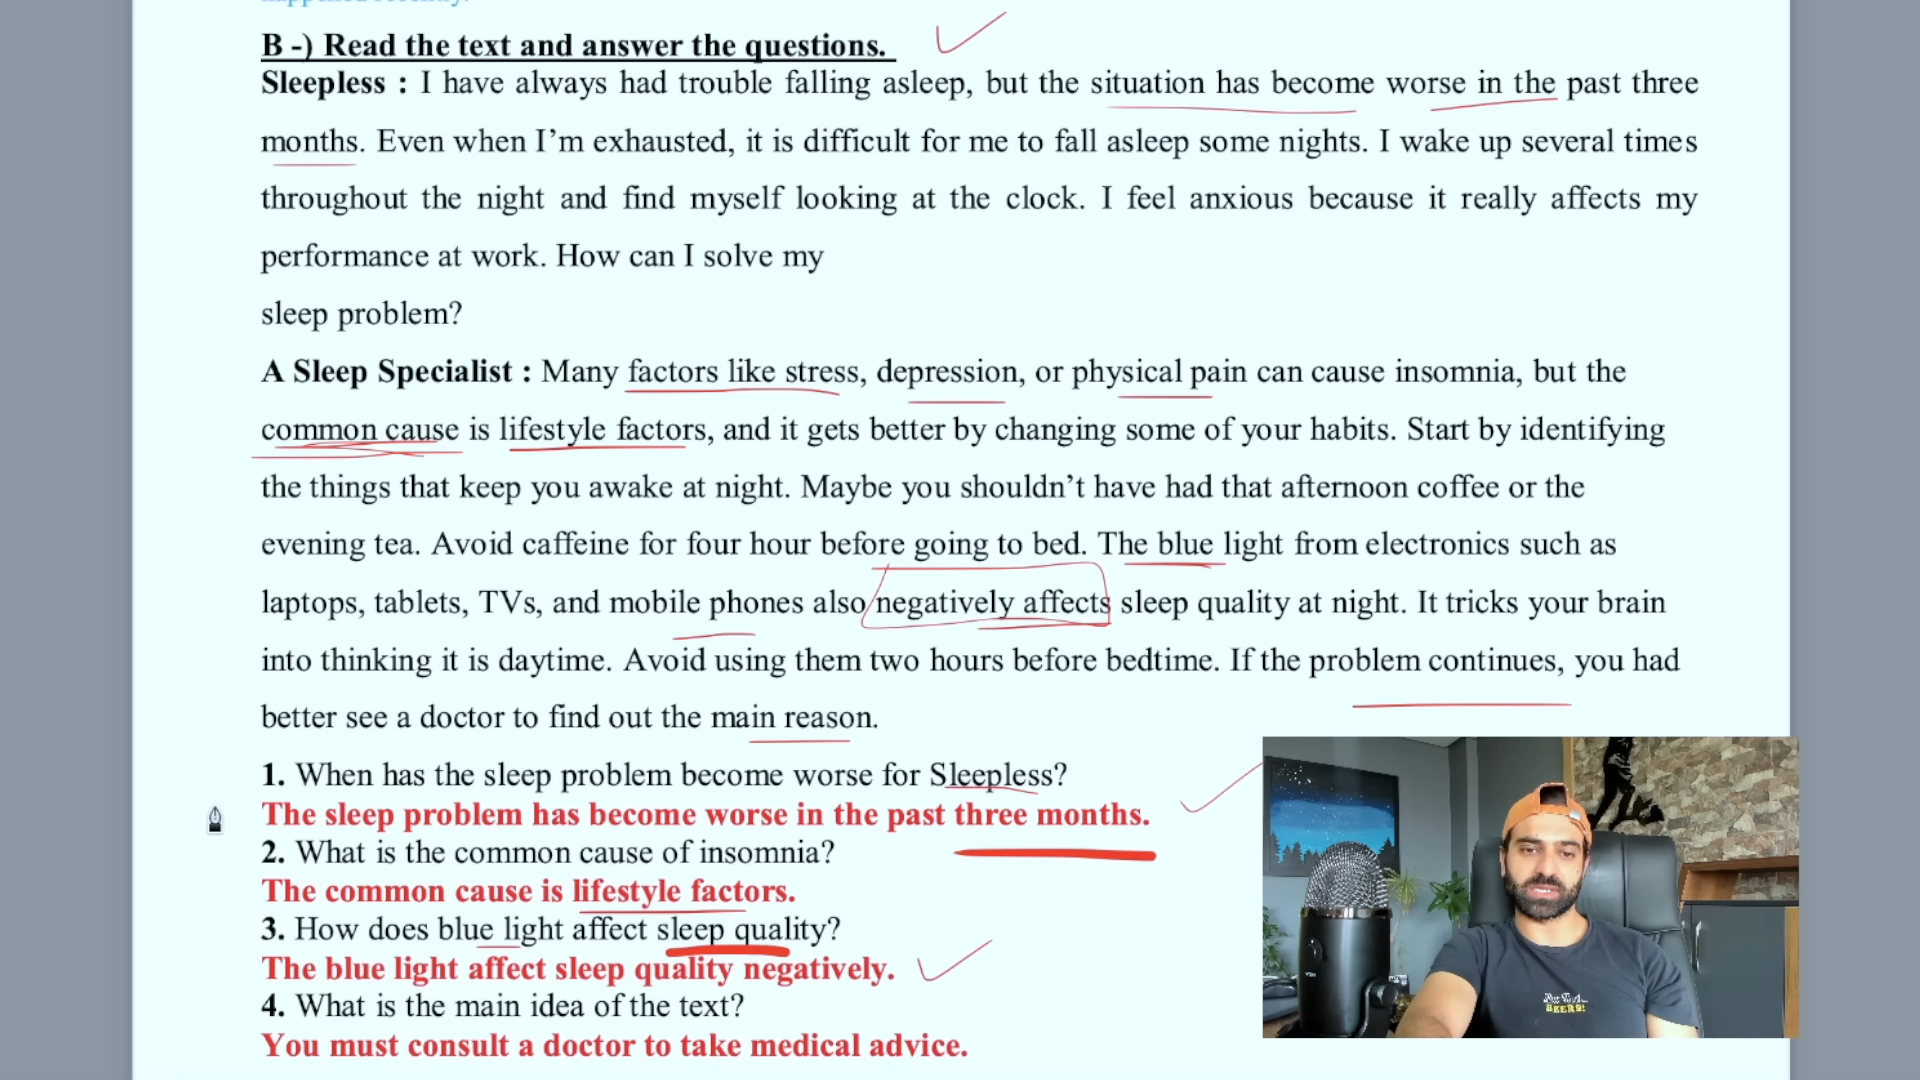 B -) Read the text and answer the questions.
Sleepless : I have always had trouble falling asleep, but the situation has become worse in the past three
months. Even when I’m exhausted, it is difficult for me to fall asleep some nights. I wake up several times
throughout the night and find myself looking at the clock. I feel anxious because it really affects my
performance at work. How can I solve my
sleep problem?
A Sleep Specialist : Many factors like stress, depression, or physical pain can cause insomnia, but the
common cause is lifestyle factors, and it gets better by changing some of your habits. Start by identifying
the things that keep you awake at night. Maybe you shouldn’t have had that afternoon coffee or the
evening tea. Avoid caffeine for four hour before going to bed. The blue light from electronics such as
laptops, tablets, TVs, and mobile phones also negatively affects sleep quality at night. It tricks your brain
into thinking it is daytime. Avoid using them two hours before bedtime. If the problem continues, you had
better see a doctor to find out the main reason.
1. When has the sleep problem become worse for Sleepless?
The sleep problem has become worse in the past three months.
2. What is the common cause of insomnia?
The common cause is lifestyle factors.
3. How does blue light affect sleep quality?
The blue light affect sleep quality negatively.
4. What is the main idea of the text?
You must consult a doctor to take medical advice.
BEERS!